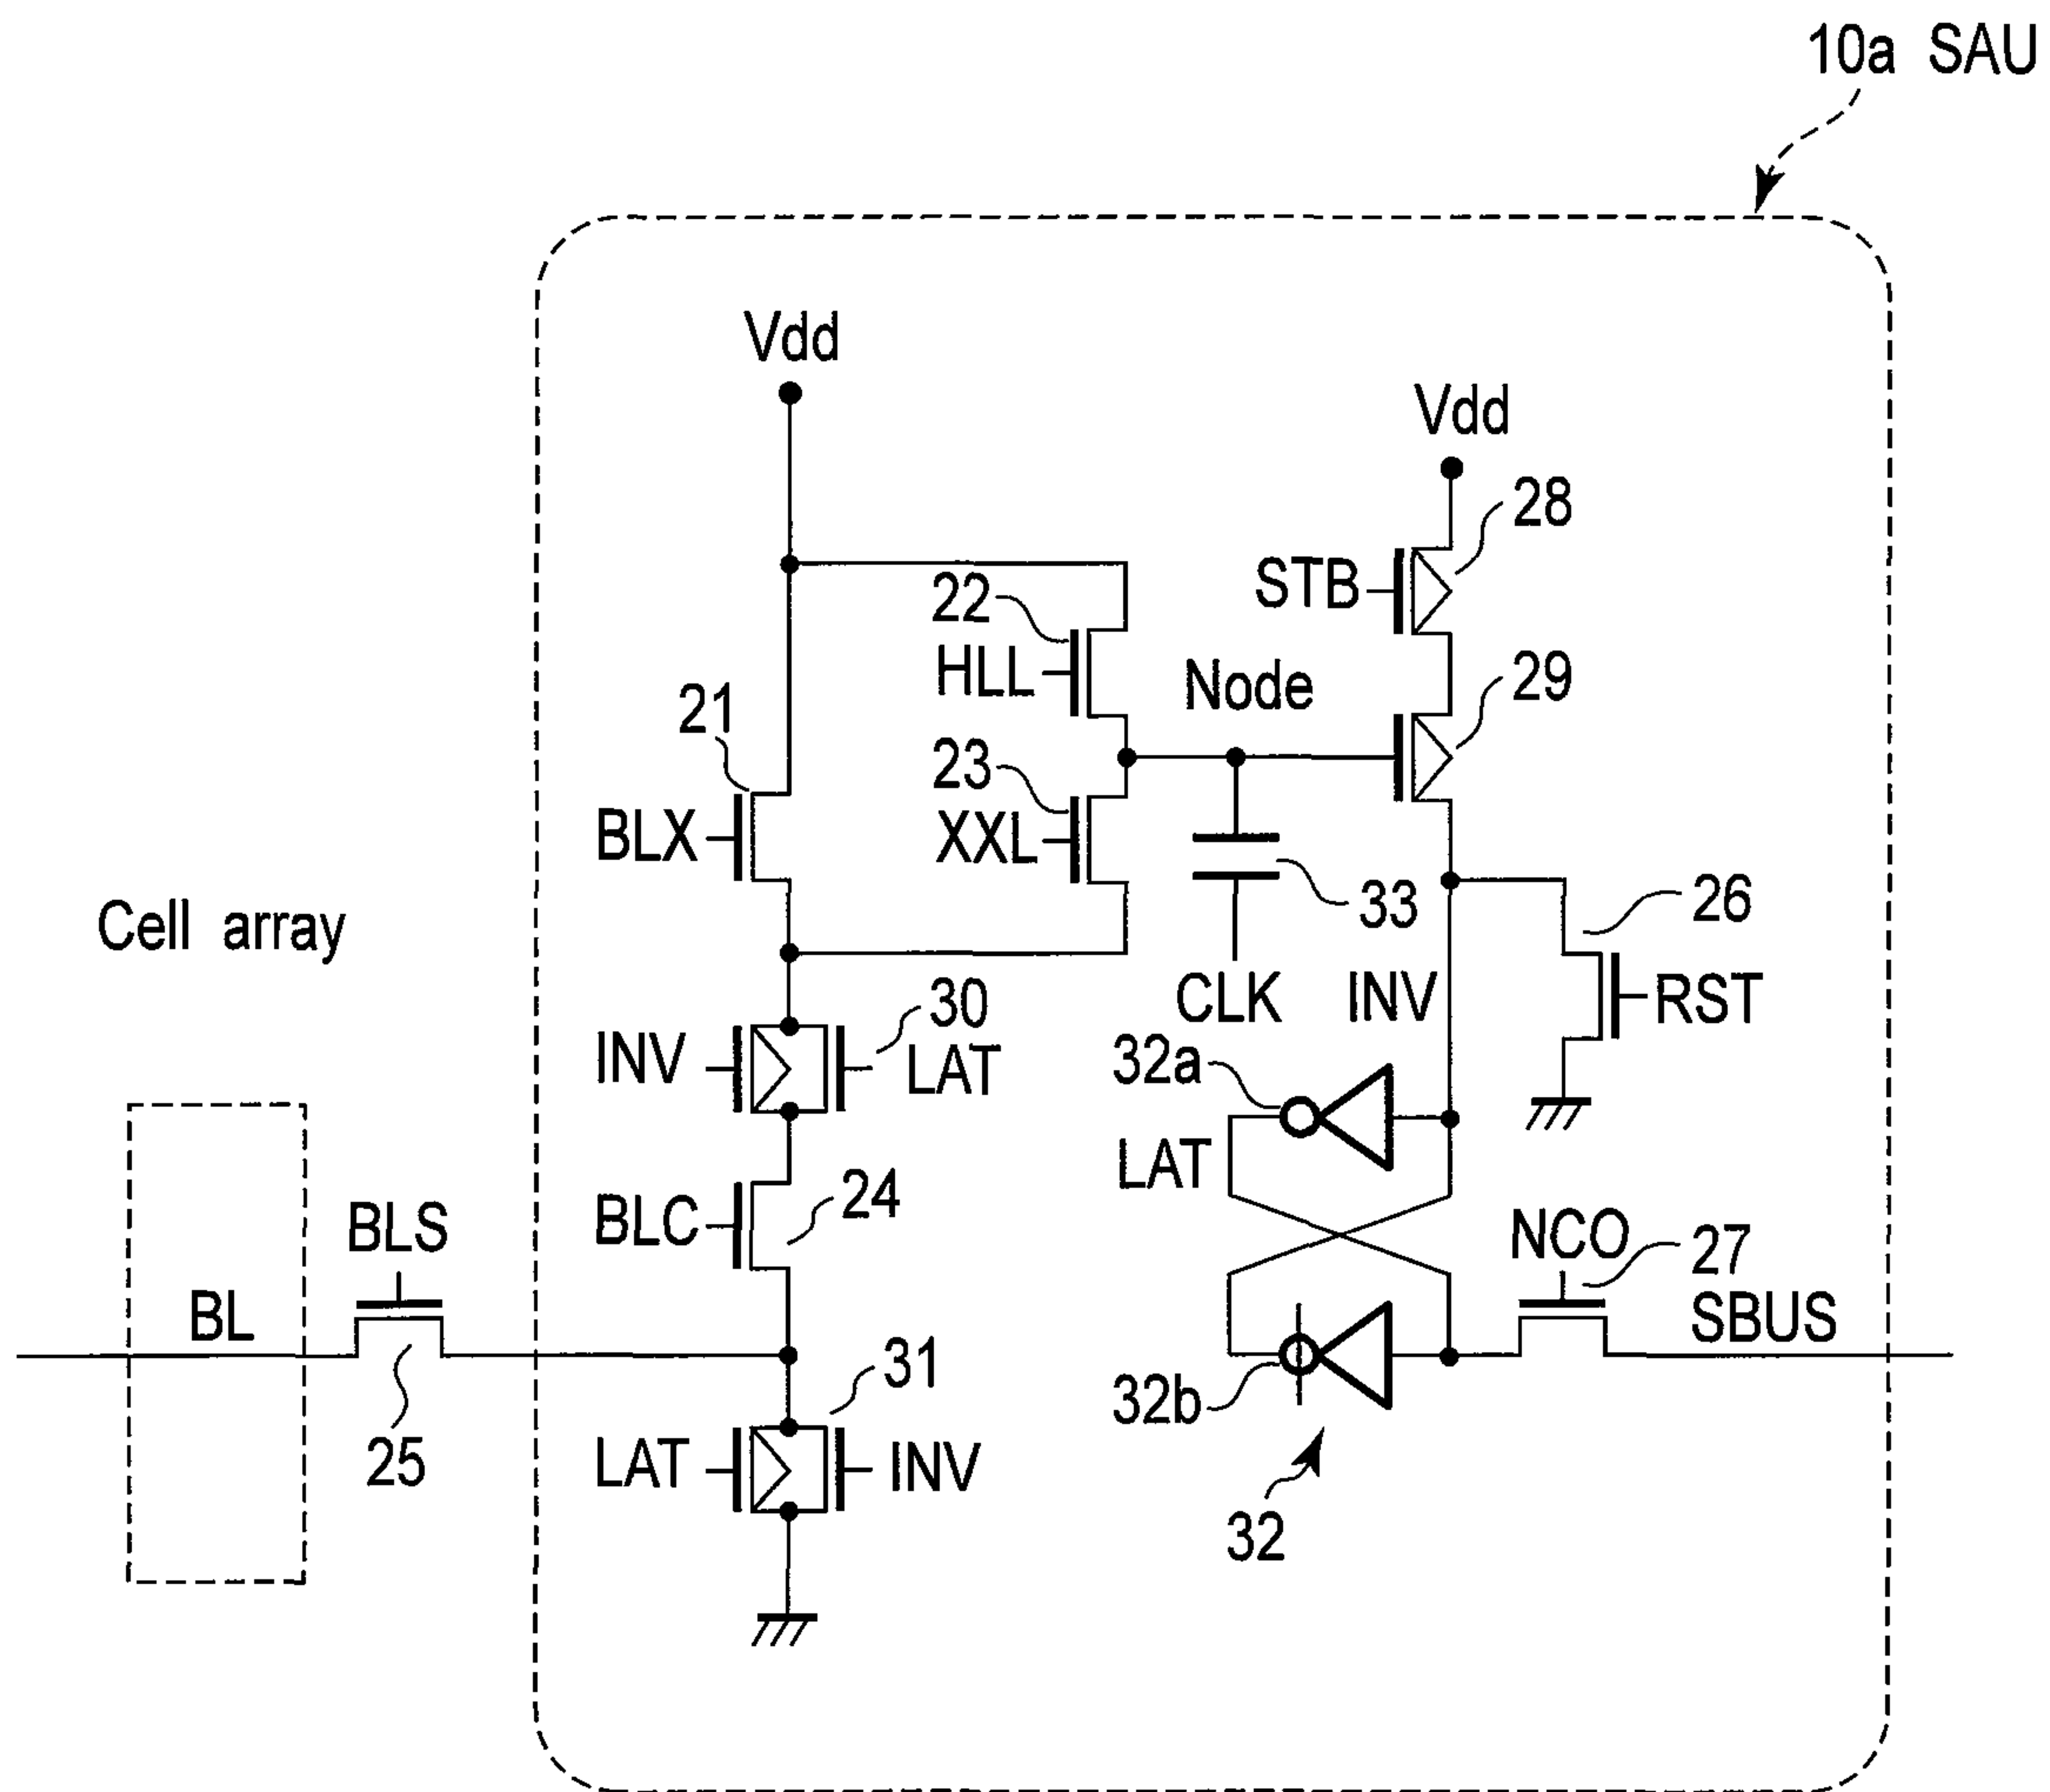 10a SAU
Vdd
Vdd
28
STB
22
HLL
Node
29
21
23
BLX
XXL
33
26
Cell array
CLK
INV
RST
30
INV
LAT
32a
LAT
24
BLC
BLS
NCO
27
BL
SBUS
31
32b
25
LAT
INV
32